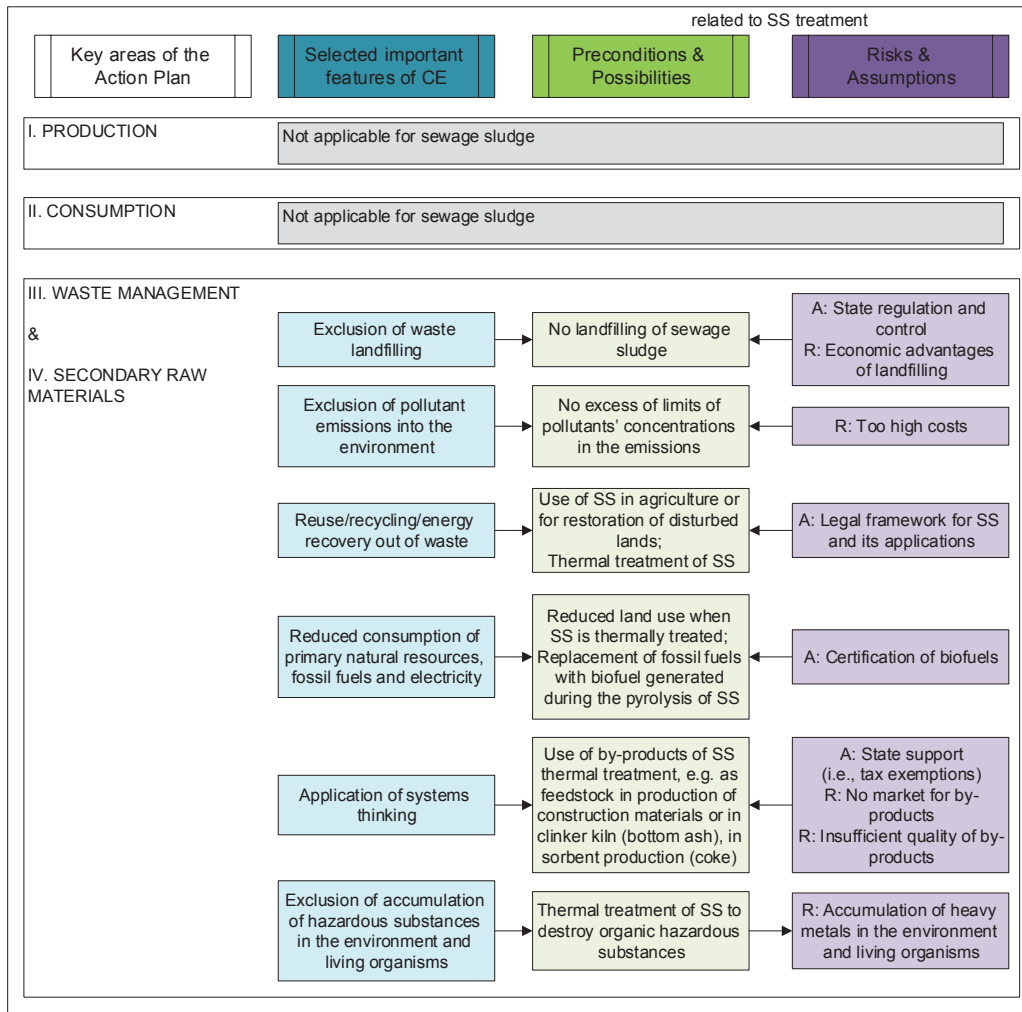 related to SS treatment
Key areas of the
Action Plan
Selected important
features of CE
Preconditions &
Possibilities
Risks &
Assumptions
I. PRODUCTION
Not applicable for sewage sludge
II. CONSUMPTION
Not applicable for sewage sludge
III. WASTE MANAGEMENT
&
IV. SECONDARY RAW
MATERIALS
Exclusion of waste
landfilling
No landfilling of sewage
sludge
A: State regulation and
control
R: Economic advantages
of landfilling
Exclusion of pollutant
emissions into the
environment
No excess of limits of
pollutants’ concentrations
in the emissions
R: Too high costs
Reuse/recycling/energy
recovery out of waste
Use of SS in agriculture or
for restoration of disturbed
lands;
Thermal treatment of SS
A: Legal framework for SS
and its applications
Reduced consumption of
primary natural resources,
fossil fuels and electricity
Reduced land use when
SS is thermally treated;
Replacement of fossil fuels
with biofuel generated
during the pyrolysis of SS
A: Certification of biofuels
Application of systems
thinking
Use of by-products of SS
thermal treatment, e.g. as
feedstock in production of
construction materials or in
clinker kiln (bottom ash), in
sorbent production (coke)
A: State support
(i.e., tax exemptions)
R: No market for by-
products
R: Insufficient quality of by-
products
Exclusion of accumulation
of hazardous substances
in the environment and
living organisms
Thermal treatment of SS to
destroy organic hazardous
substances
R: Accumulation of heavy
metals in the environment
and living organisms